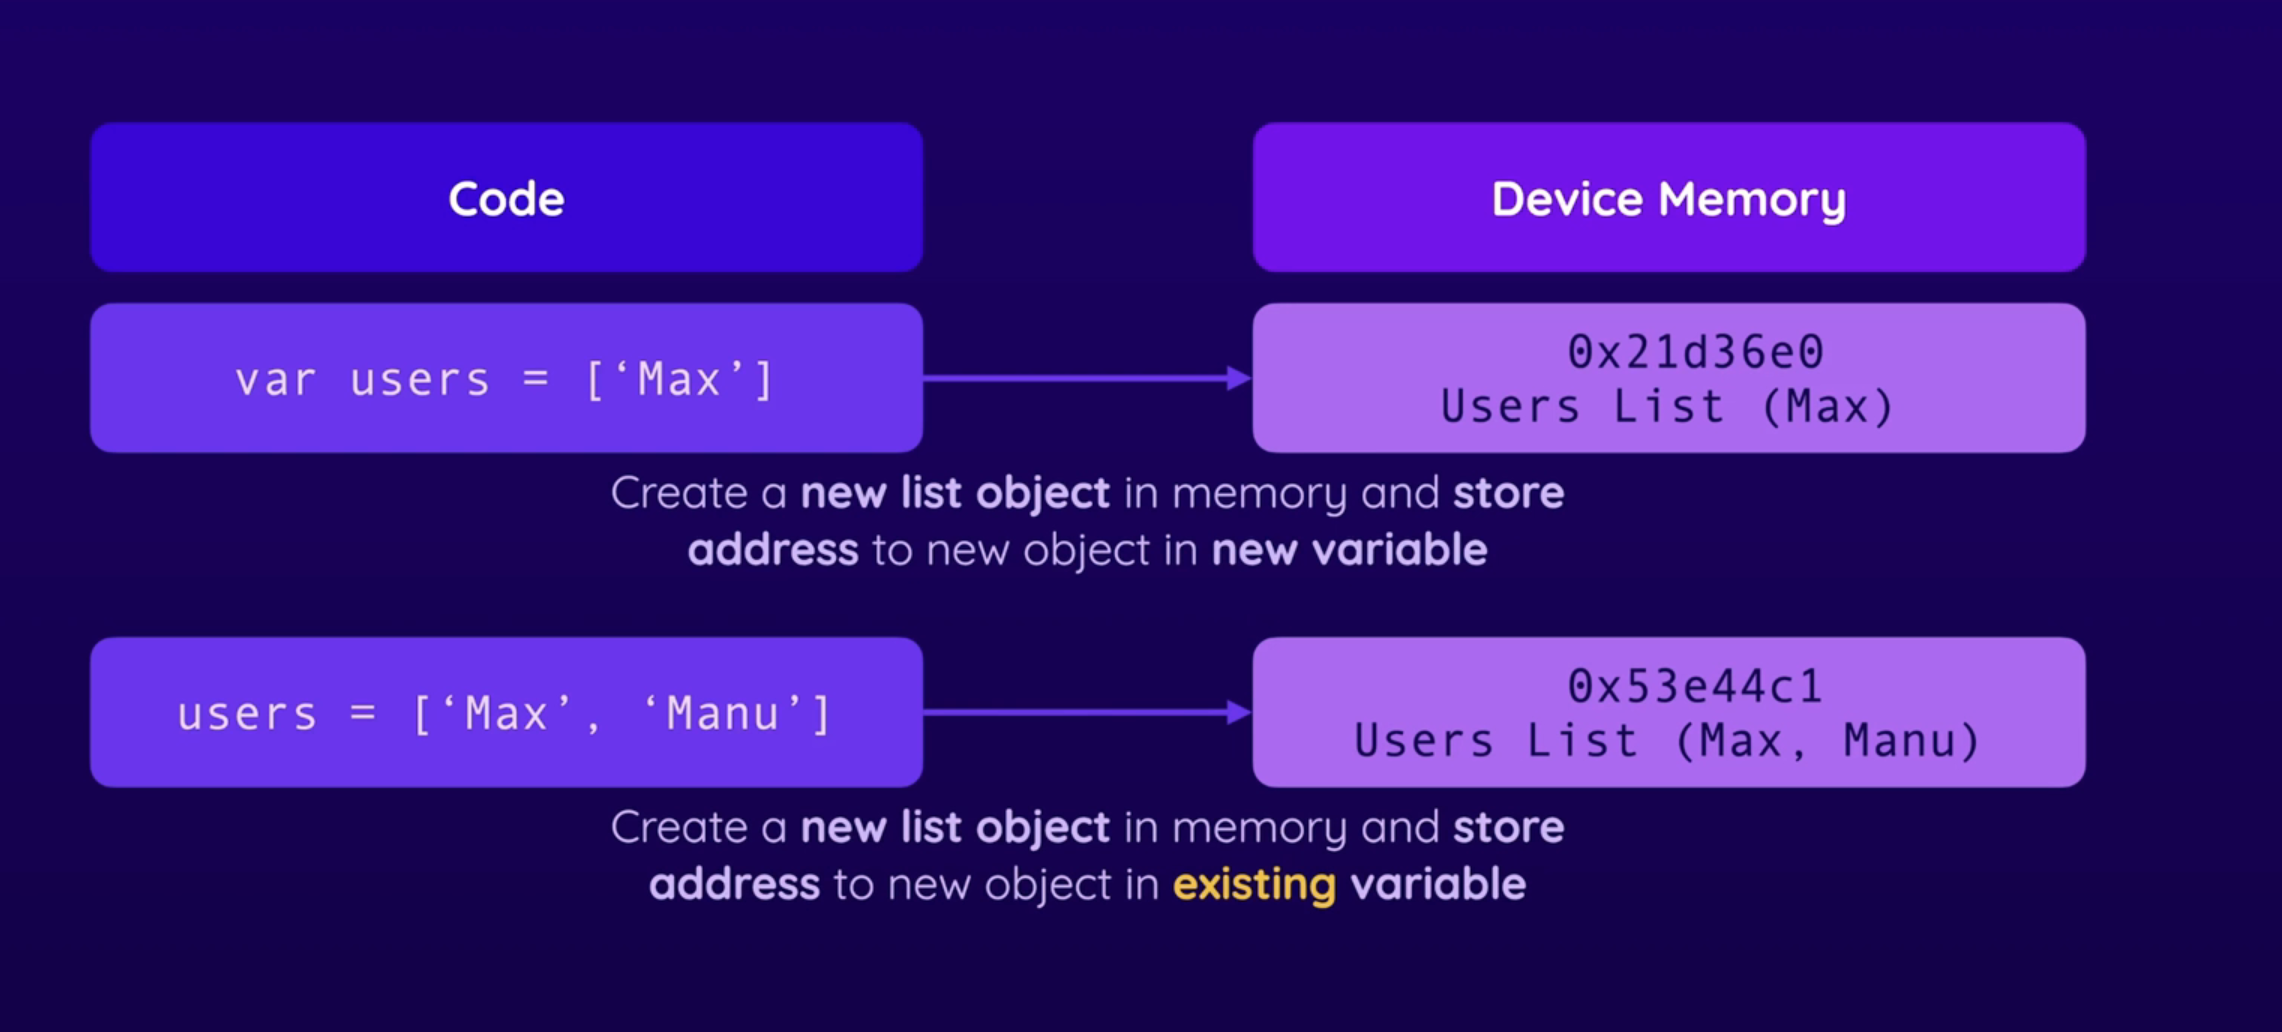 Code
Device Memory
var users = [‘Max’]
0x21d36e0
Users List (Max)
Create a new list object in memory and store
address to new object in new variable
users = [‘Max’, ‘Manu’]
0x53e44c1
Users List (Max, Manu)
Create a new list object in memory and store
address to new object in existing variable